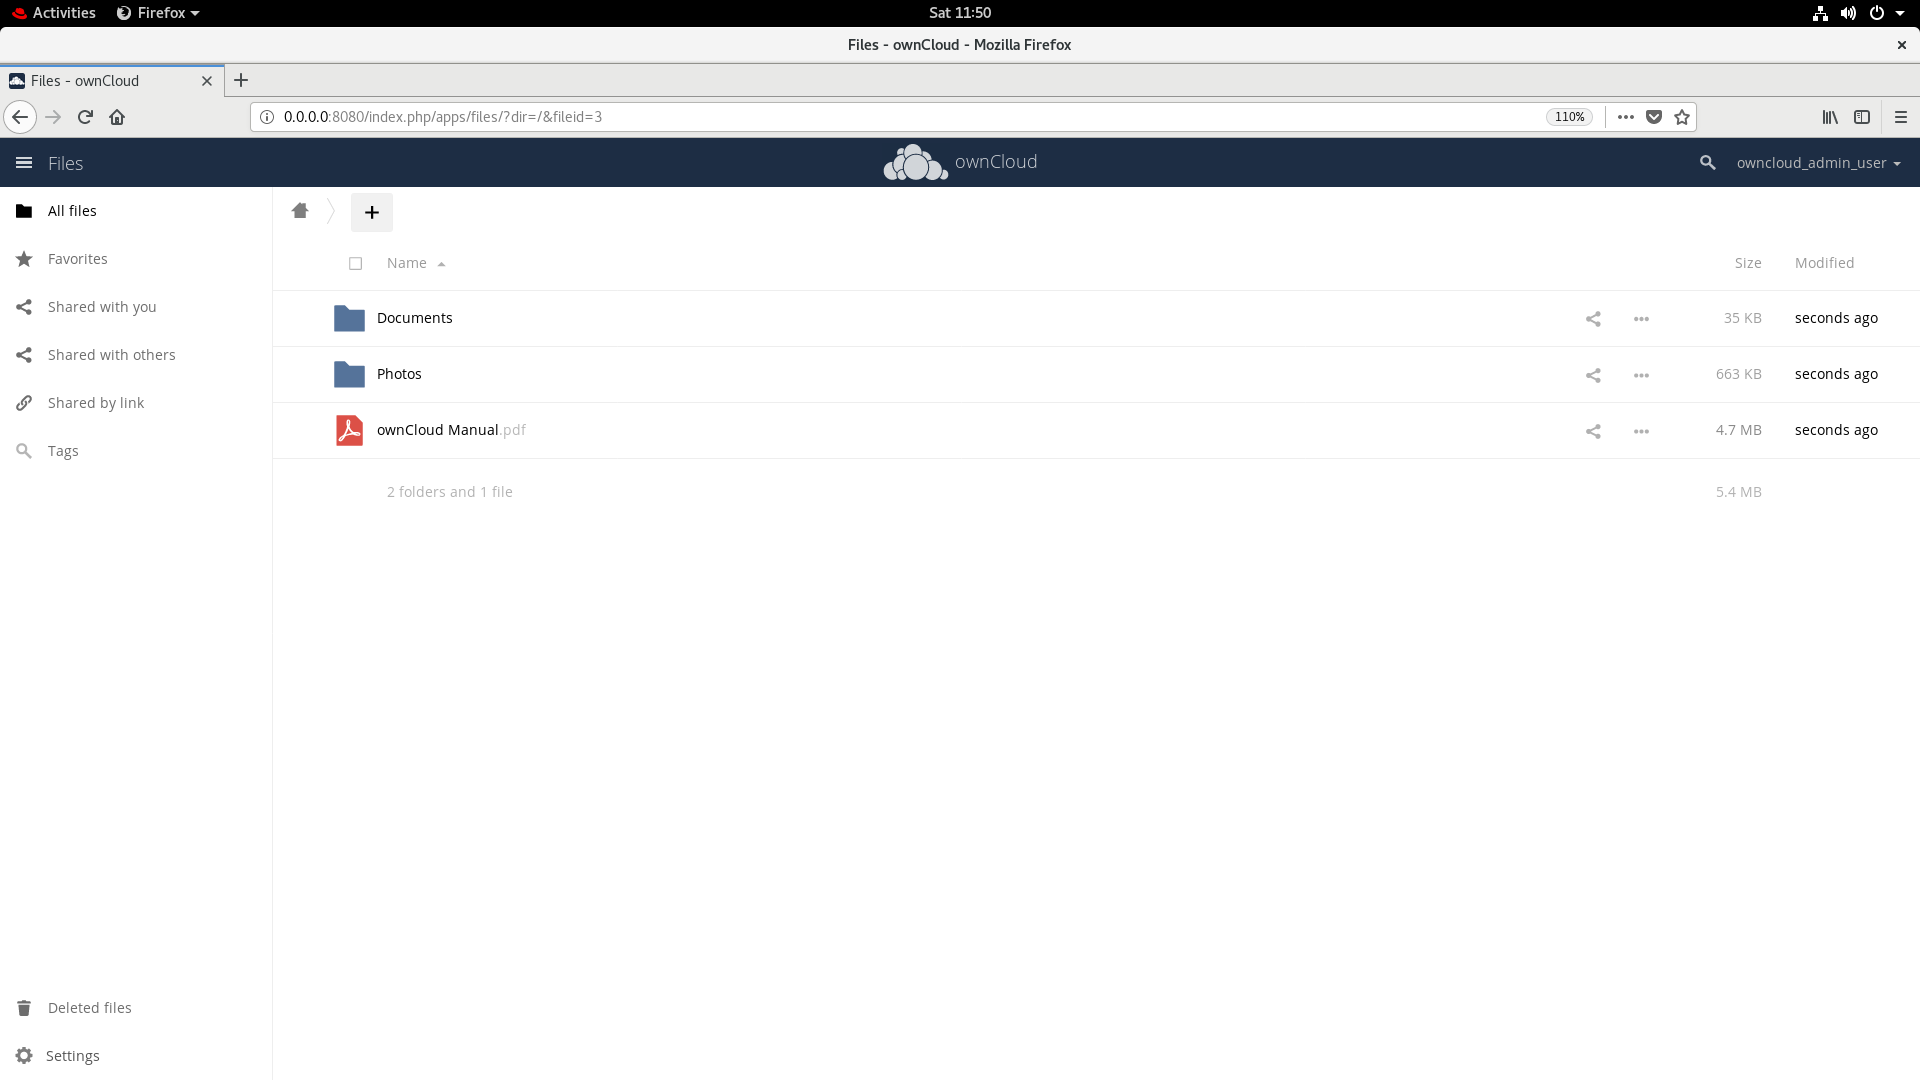 Activities Firefox Sat 11:50
Files - ownCloud - Mozilla Firefox
Files - ownCloud
0.0.0.0:8080/index.php/apps/files/?dir=/&fileid=3 110%
Files ownCloud owncloud_admin_user
All files
Favorites
Shared with you
Shared with others
Shared by link
Tags
Deleted files
Settings
Name Size Modified
Documents 35 KB seconds ago
Photos 663 KB seconds ago
ownCloud Manual.pdf 4.7 MB seconds ago
2 folders and 1 file 5.4 MB